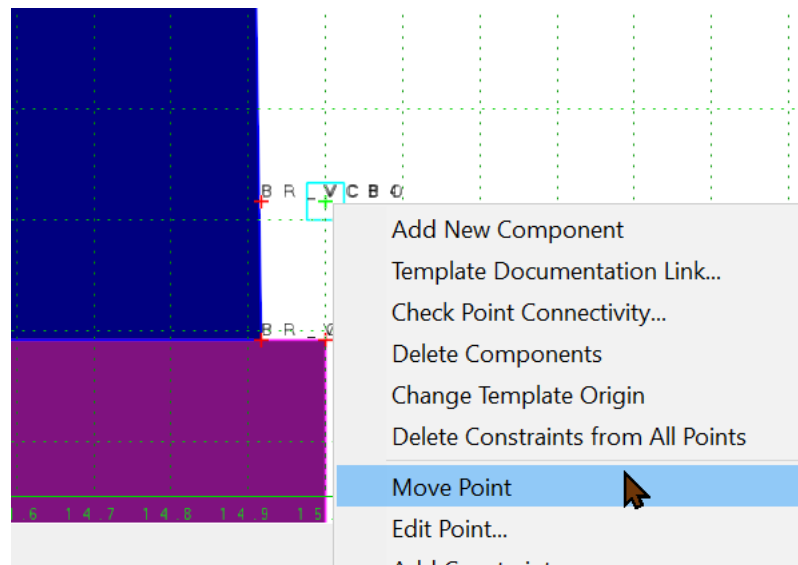 BR_VCB
Add New Component
Template Documentation Link...
Check Point Connectivity...
Delete Components
Change Template Origin
Delete Constraints from All Points
Move Point
Edit Point...
.6 14.7 14.8 14.9 15